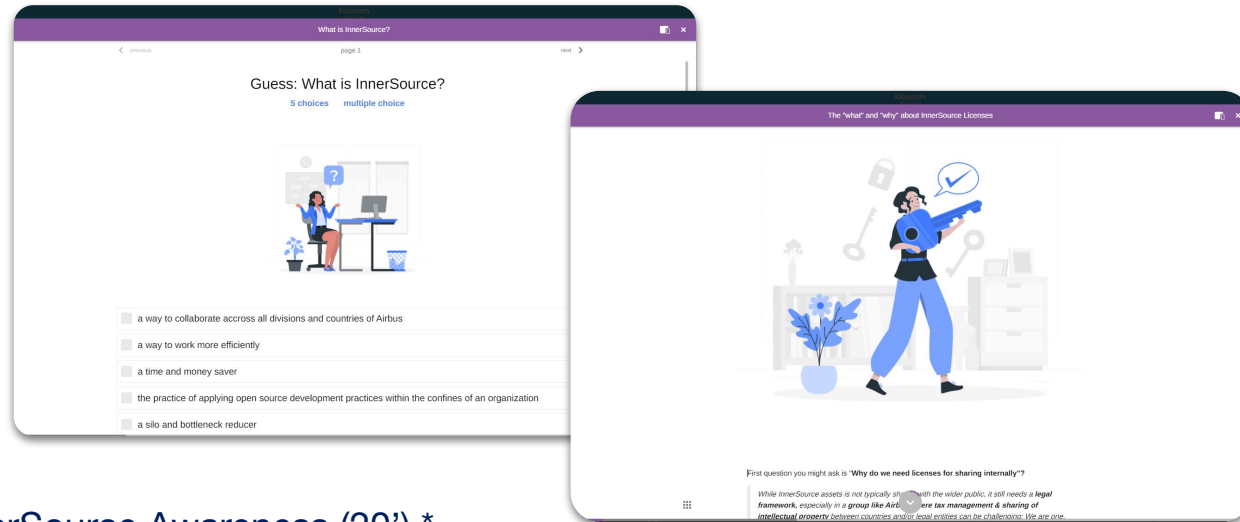 klaxoon
What is InnerSource?
previous
page 1
next
Guess: What is InnerSource?
5 choices multiple choice
?
a way to collaborate accross all divisions and countries of Airbus
a way to work more efficiently
a time and money saver
the practice of applying open source development practices within the confines of an organization
a silo and bottleneck reducer
klaxoon
The "what" and "why" about InnerSource Licenses
First question you might ask is "Why do we need licenses for sharing internally"?
While InnerSource assets is not typically with the wider public, it still needs a legal
framework, especially in a group like tax management & sharing of
intellectual property between countries and/or legal entities can be challenging: We are one.
Awareness (20') *